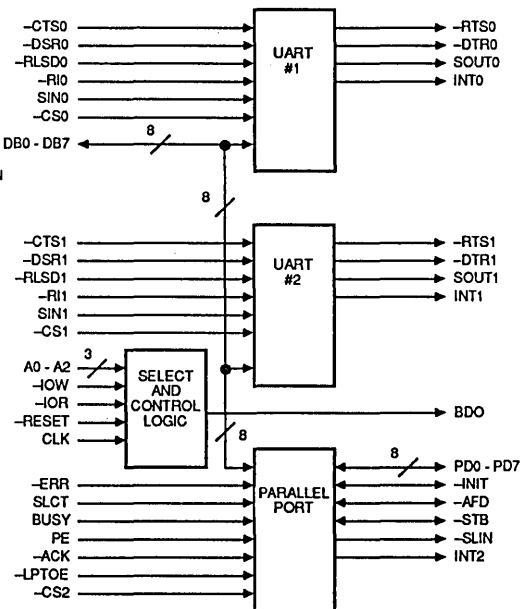 –CTS0
–DSR0
–RLSD0
–RI0
SIN0
–CS0
DB0 - DB7
8
UART
#1
–RTS0
–DTR0
SOUT0
INT0
N
8
–CTS1
–DSR1
–RLSD1
–RI1
SIN1
–CS1
UART
#2
–RTS1
–DTR1
SOUT1
INT1
A0 - A2
3
–IOW
–IOR
–RESET
CLK
SELECT
AND
CONTROL
LOGIC
BDO
8
–ERR
SLCT
BUSY
PE
–ACK
–LPTOE
–CS2
PARALLEL
PORT
8
PD0 - PD7
–INIT
–AFD
–STB
–SLIN
INT2